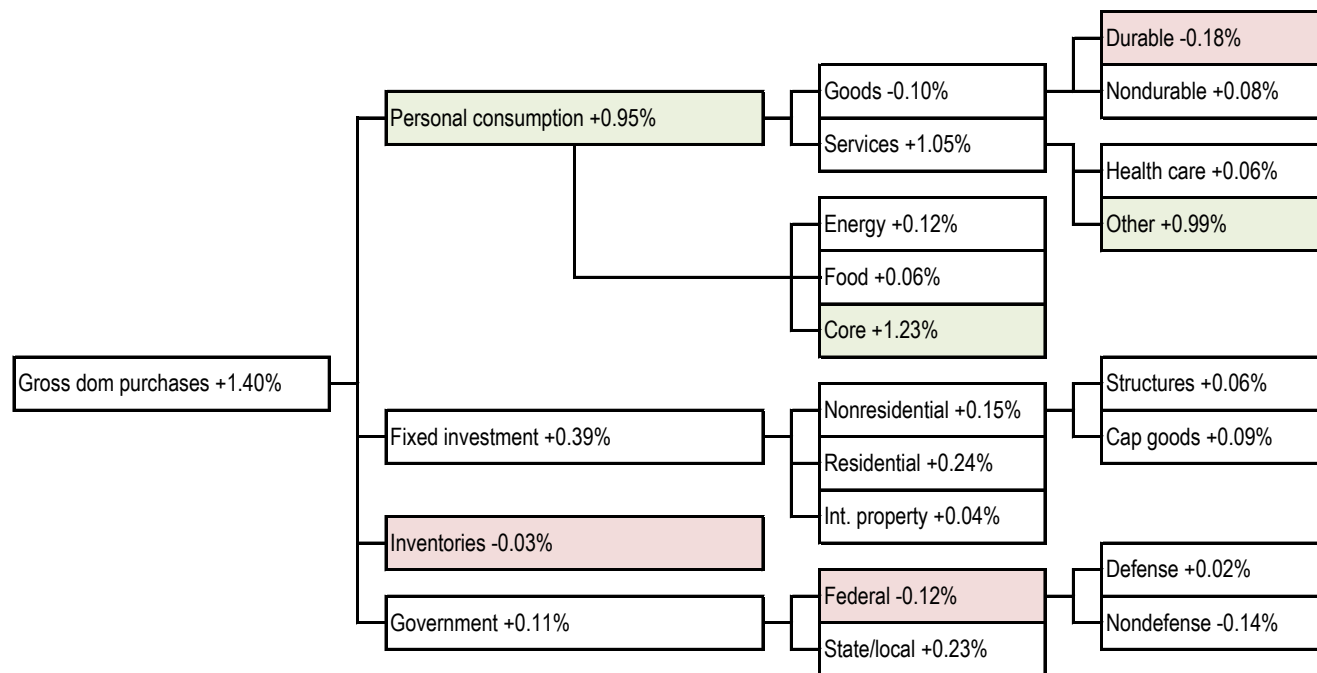 Gross dom purchases +1.40%
Personal consumption +0.95%
Goods -0.10%
Durable -0.18%
Nondurable +0.08%
Services +1.05%
Health care +0.06%
Other +0.99%
Energy +0.12%
Food +0.06%
Core +1.23%
Fixed investment +0.39%
Nonresidential +0.15%
Structures +0.06%
Cap goods +0.09%
Residential +0.24%
Int. property +0.04%
Inventories -0.03%
Government +0.11%
Federal -0.12%
Defense +0.02%
Nondefense -0.14%
State/local +0.23%